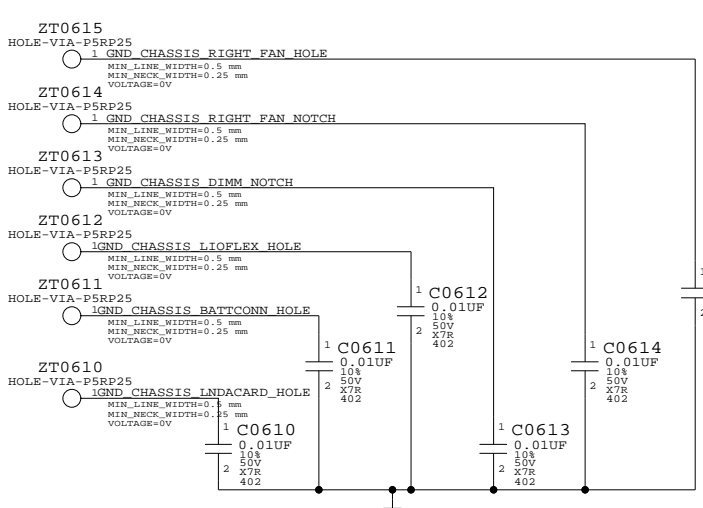 ZT0615
HOLE-VIA-P5RP25
1 GND_CHASSIS_RIGHT_FAN_HOLE
MIN_LINE_WIDTH=0.5 mm
MIN_NECK_WIDTH=0.25 mm
VOLTAGE=0V
ZT0614
HOLE-VIA-P5RP25
1 GND_CHASSIS_RIGHT_FAN_NOTCH
MIN_LINE_WIDTH=0.5 mm
MIN_NECK_WIDTH=0.25 mm
VOLTAGE=0V
ZT0613
HOLE-VIA-P5RP25
1 GND_CHASSIS_DIMM_NOTCH
MIN_LINE_WIDTH=0.5 mm
MIN_NECK_WIDTH=0.25 mm
VOLTAGE=0V
ZT0612
HOLE-VIA-P5RP25
1GND_CHASSIS_LIOFLEX_HOLE
MIN_LINE_WIDTH=0.5 mm
MIN_NECK_WIDTH=0.25 mm
VOLTAGE=0V
ZT0611
HOLE-VIA-P5RP25
1GND_CHASSIS_BATTCONN_HOLE
MIN_LINE_WIDTH=0.5 mm
MIN_NECK_WIDTH=0.25 mm
VOLTAGE=0V
ZT0610
HOLE-VIA-P5RP25
1GND_CHASSIS_LNDACARD_HOLE
MIN_LINE_WIDTH=0.5 mm
MIN_NECK_WIDTH=0.25 mm
VOLTAGE=0V
1 C0610
0.01UF
10%
50V
2 X7R
402
1 C0611
0.01UF
10%
50V
2 X7R
402
1 C0612
0.01UF
10%
50V
2 X7R
402
1 C0613
0.01UF
10%
50V
2 X7R
402
1 C0614
0.01UF
10%
50V
2 X7R
402
1
2